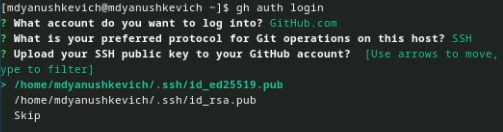 [mdyanushkevich@mdyanushkevich ~]$ gh auth login
? What account do you want to log into? GitHub.com
? What is your preferred protocol for Git operations on this host? SSH
? Upload your SSH public key to your GitHub account?  [Use arrows to move, 
ype to filter]
> /home/mdyanushkevich/.ssh/id_ed25519.pub
  /home/mdyanushkevich/.ssh/id_rsa.pub
  Skip